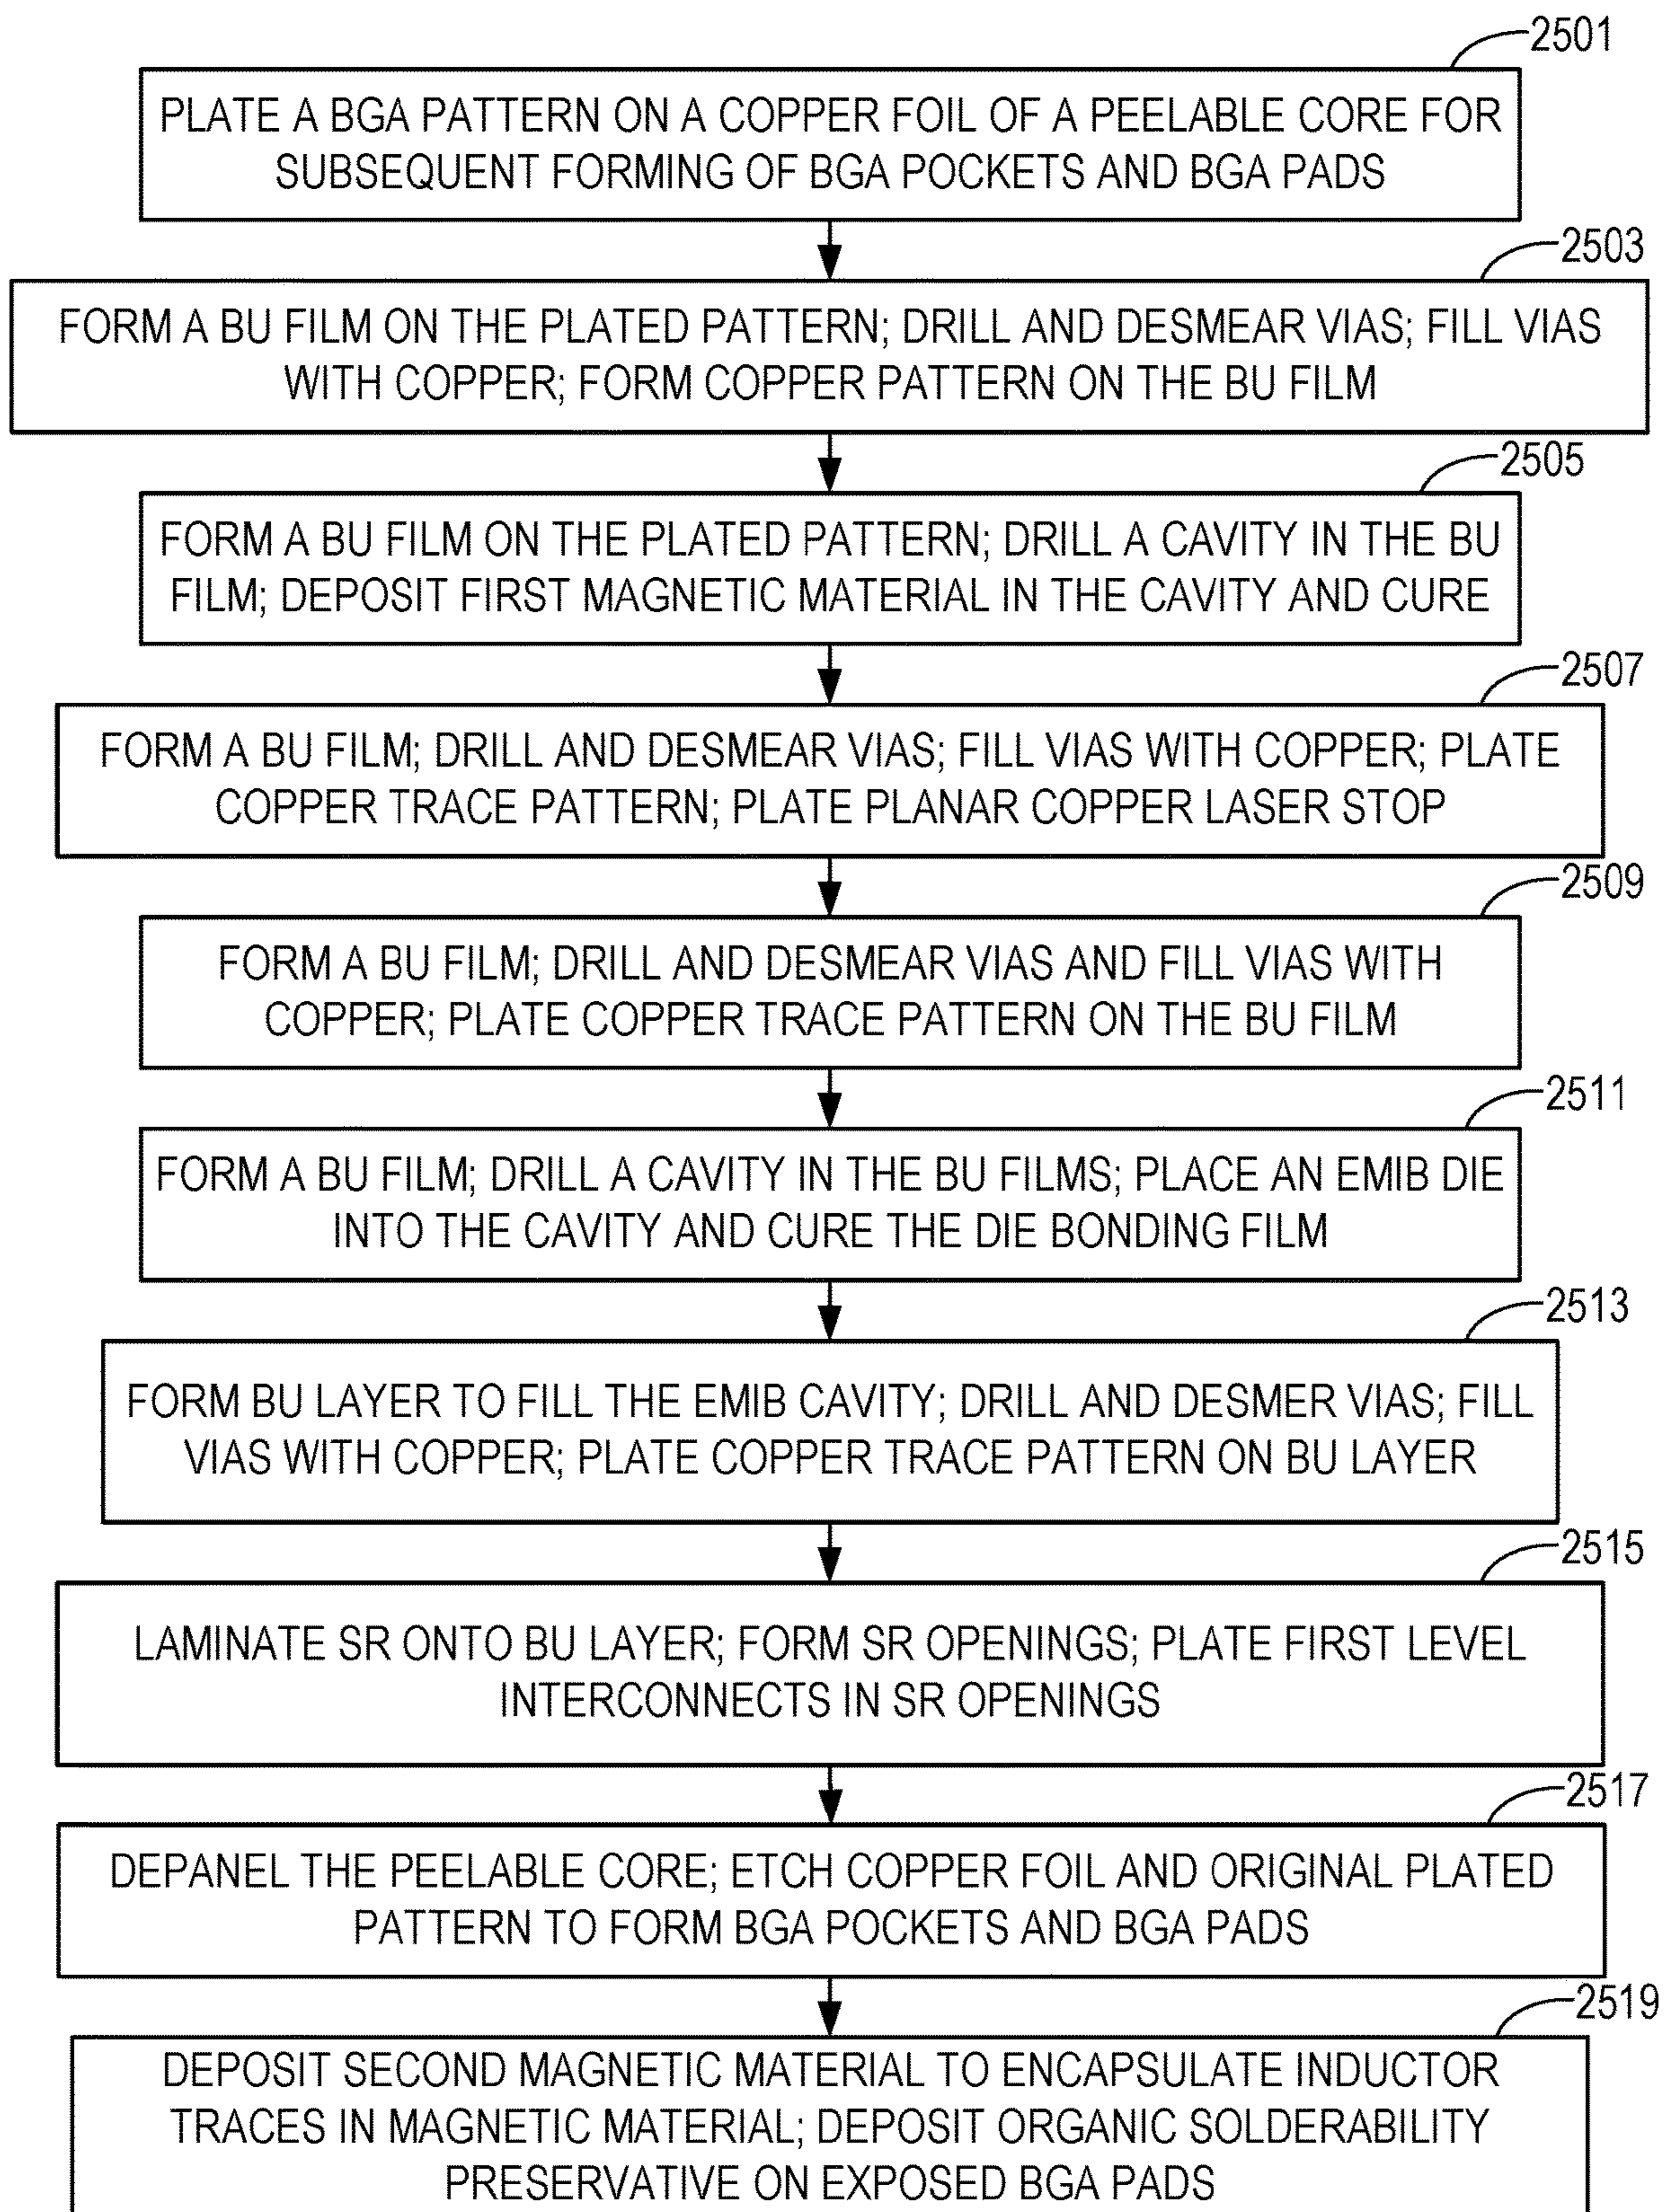 2501
PLATE A BGA PATTERN ON A COPPER FOIL OF A PEELABLE CORE FOR
SUBSEQUENT FORMING OF BGA POCKETS AND BGA PADS
2503
FORM A BU FILM ON THE PLATED PATTERN; DRILL AND DESMEAR VIAS; FILL VIAS
WITH COPPER; FORM COPPER PATTERN ON THE BU FILM
2505
FORM A BU FILM ON THE PLATED PATTERN; DRILL A CAVITY IN THE BU
FILM; DEPOSIT FIRST MAGNETIC MATERIAL IN THE CAVITY AND CURE
2507
FORM A BU FILM; DRILL AND DESMEAR VIAS; FILL VIAS WITH COPPER; PLATE
COPPER TRACE PATTERN; PLATE PLANAR COPPER LASER STOP
2509
FORM A BU FILM; DRILL AND DESMEAR VIAS AND FILL VIAS WITH
COPPER; PLATE COPPER TRACE PATTERN ON THE BU FILM
2511
FORM A BU FILM; DRILL A CAVITY IN THE BU FILMS; PLACE AN EMIB DIE
INTO THE CAVITY AND CURE THE DIE BONDING FILM
2513
FORM BU LAYER TO FILL THE EMIB CAVITY; DRILL AND DESMER VIAS; FILL
VIAS WITH COPPER; PLATE COPPER TRACE PATTERN ON BU LAYER
2515
LAMINATE SR ONTO BU LAYER; FORM SR OPENINGS; PLATE FIRST LEVEL
INTERCONNECTS IN SR OPENINGS
2517
DEPANEL THE PEELABLE CORE; ETCH COPPER FOIL AND ORIGINAL PLATED
PATTERN TO FORM BGA POCKETS AND BGA PADS
2519
DEPOSIT SECOND MAGNETIC MATERIAL TO ENCAPSULATE INDUCTOR
TRACES IN MAGNETIC MATERIAL; DEPOSIT ORGANIC SOLDERABILITY
PRESERVATIVE ON EXPOSED BGA PADS